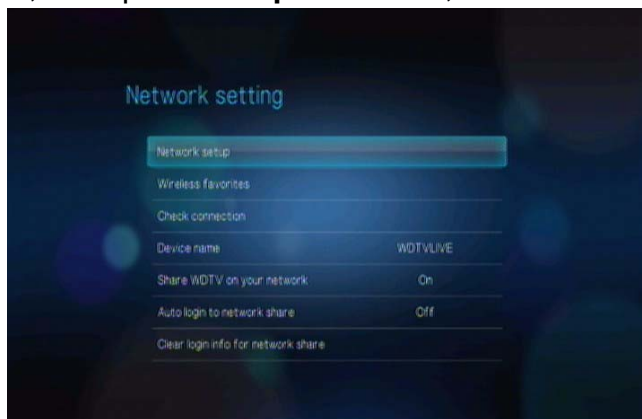 Network setting
Network setup
Wireless favorites
Check connection
Device name WDTVLIVE
Share WDTV on your network On
Auto login to network share Off
Clear login info for network share